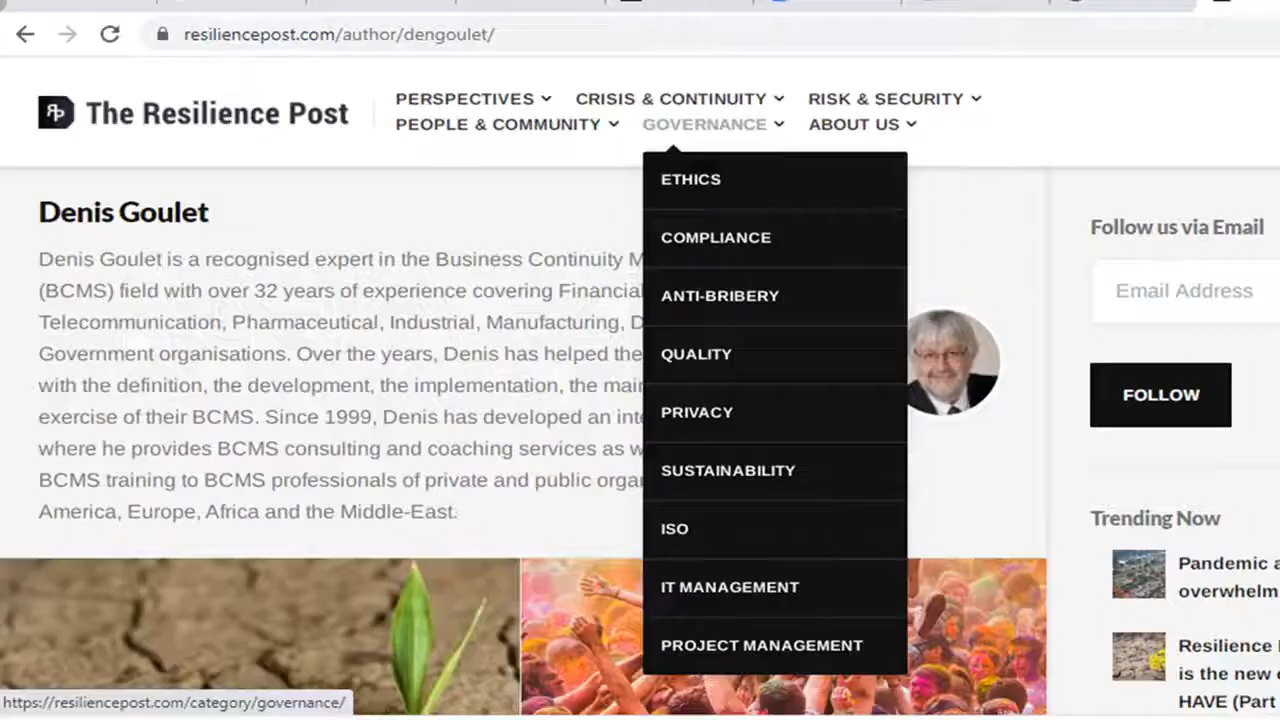 resiliencepost.com/author/dengoulet/
The Resilience Post
PERSPECTIVES CRISIS & CONTINUITY RISK & SECURITY
PEOPLE & COMMUNITY GOVERNANCE ABOUT US
ETHICS
COMPLIANCE
ANTI-BRIBERY
QUALITY
PRIVACY
SUSTAINABILITY
ISO
IT MANAGEMENT
PROJECT MANAGEMENT
Denis Goulet
Denis Goulet is a recognised expert in the Business Continuity M
(BCMS) field with over 32 years of experience covering Financial
Telecommunication, Pharmaceutical, Industrial, Manufacturing, D
Government organisations. Over the years, Denis has helped the
with the definition, the development, the implementation, the mai
exercise of their BCMS. Since 1999, Denis has developed an inte
where he provides BCMS consulting and coaching services as w
BCMS training to BCMS professionals of private and public orga
America, Europe, Africa and the Middle-East.
Follow us via Email
Email Address
FOLLOW
Trending Now
Pandemic a
overwhelm
Resilience
is the new
HAVE (Part
https://resiliencepost.com/category/governance/